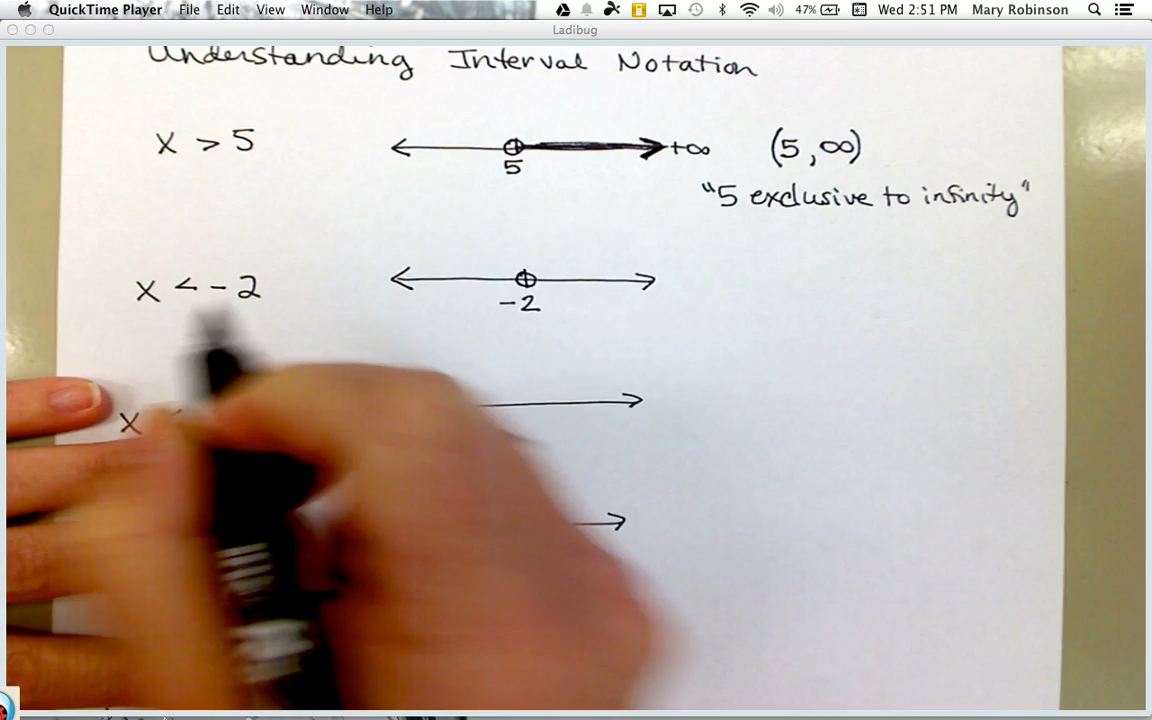 QuickTime Player File Edit View Window Help 47% Wed 2:51 PM Mary Robinson
Ladibug
Understanding Interval Notation
x > 5 5 +∞ (5, ∞)
"5 exclusive to infinity"
x < -2 -2
x